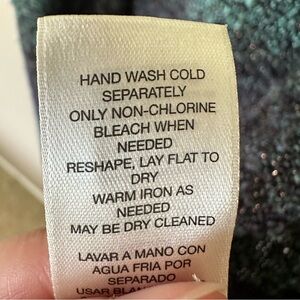 HAND WASH COLD
SEPARATELY
ONLY NON-CHLORINE
BLEACH WHEN
NEEDED
RESHAPE, LAY FLAT TO
DRY
WARM IRON AS
NEEDED
MAY BE DRY CLEANED
LAVAR A MANO CON
AGUA FRIA POR
SEPARADO
USAR